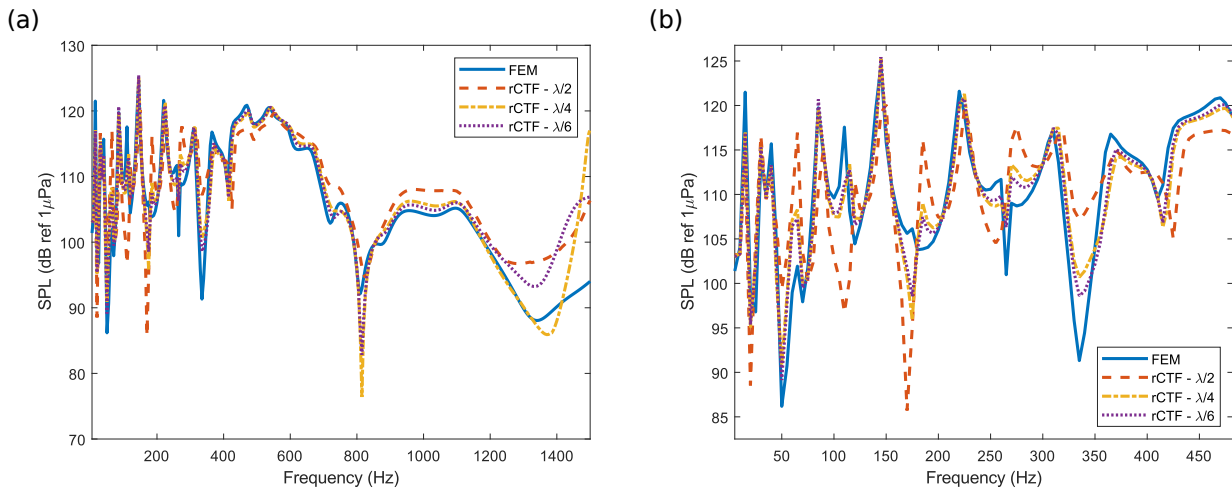 (a)
130
120
110
100
90
80
70
SPL (dB ref 1μPa)
200
400
600
800
1000
1200
1400
Frequency (Hz)
FEM
rCTF - λ/2
rCTF - λ/4
rCTF - λ/6
(b)
125
120
115
110
105
100
95
90
85
SPL (dB ref 1μPa)
50
100
150
200
250
300
350
400
450
Frequency (Hz)
FEM
rCTF - λ/2
rCTF - λ/4
rCTF - λ/6